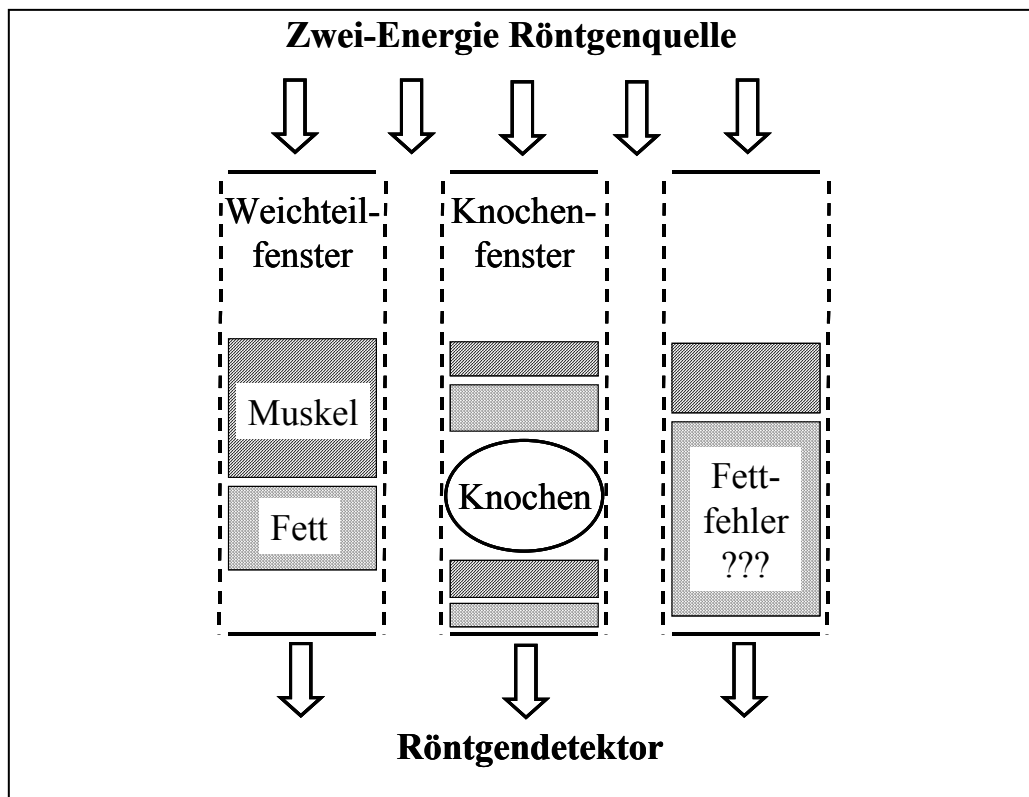 Zwei-Energie Röntgenquelle
Weichteil-
fenster
Knochen-
fenster
Muskel
Fett
Knochen
Fett-
fehler
???
Röntgendetektor